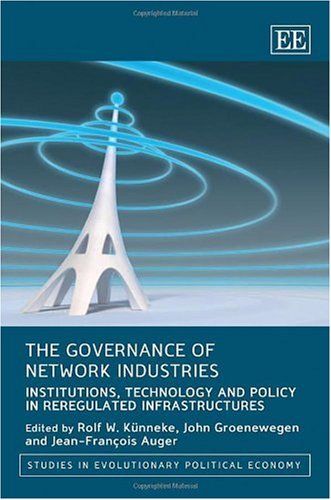 EE
THE GOVERNANCE OF
NETWORK INDUSTRIES
INSTITUTIONS, TECHNOLOGY AND POLICY
IN REREGULATED INFRASTRUCTURES
Edited by Rolf W. Künneke, John Groenewegen
and Jean-François Auger
STUDIES IN EVOLUTIONARY POLITICAL ECONOMY